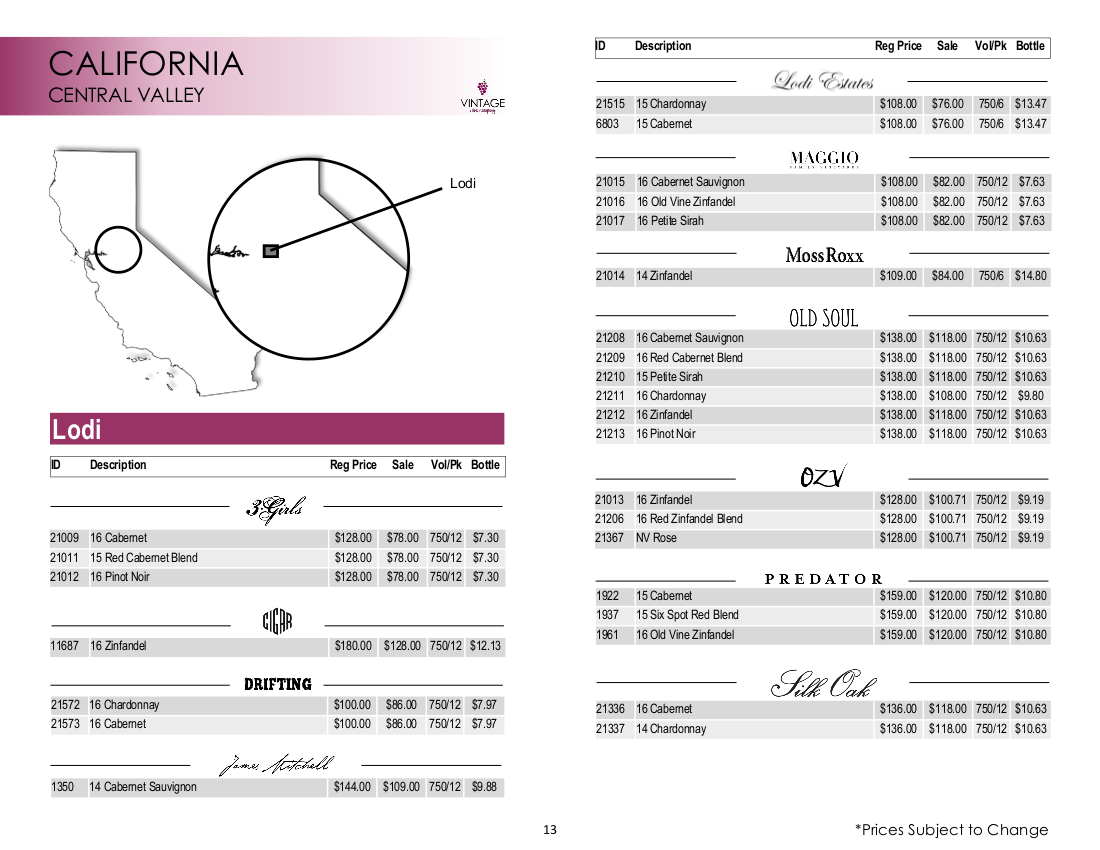 CALIFORNIA
CENTRAL VALLEY
VINTAGE
Lodi
Lodi
ID Description Reg Price Sale Vol/Pk Bottle
3 Girls
21009 16 Cabernet $128.00 $78.00 750/12 $7.30
21011 15 Red Cabernet Blend $128.00 $78.00 750/12 $7.30
21012 16 Pinot Noir $128.00 $78.00 750/12 $7.30
CIGAR
11687 16 Zinfandel $180.00 $128.00 750/12 $12.13
DRIFTING
21572 16 Chardonnay $100.00 $86.00 750/12 $7.97
21573 16 Cabernet $100.00 $86.00 750/12 $7.97
James Mitchell
1350 14 Cabernet Sauvignon $144.00 $109.00 750/12 $9.88
ID Description Reg Price Sale Vol/Pk Bottle
Lodi Estates
21515 15 Chardonnay $108.00 $76.00 750/6 $13.47
6803 15 Cabernet $108.00 $76.00 750/6 $13.47
MAGGIO
FAMILY VINEYARDS
21015 16 Cabernet Sauvignon $108.00 $82.00 750/12 $7.63
21016 16 Old Vine Zinfandel $108.00 $82.00 750/12 $7.63
21017 16 Petite Sirah $108.00 $82.00 750/12 $7.63
MossRoxx
21014 14 Zinfandel $109.00 $84.00 750/6 $14.80
OLD SOUL
21208 16 Cabernet Sauvignon $138.00 $118.00 750/12 $10.63
21209 16 Red Cabernet Blend $138.00 $118.00 750/12 $10.63
21210 15 Petite Sirah $138.00 $118.00 750/12 $10.63
21211 16 Chardonnay $138.00 $108.00 750/12 $9.80
21212 16 Zinfandel $138.00 $118.00 750/12 $10.63
21213 16 Pinot Noir $138.00 $118.00 750/12 $10.63
OZV
21013 16 Zinfandel $128.00 $100.71 750/12 $9.19
21206 16 Red Zinfandel Blend $128.00 $100.71 750/12 $9.19
21367 NV Rose $128.00 $100.71 750/12 $9.19
PREDATOR
1922 15 Cabernet $159.00 $120.00 750/12 $10.80
1937 15 Six Spot Red Blend $159.00 $120.00 750/12 $10.80
1961 16 Old Vine Zinfandel $159.00 $120.00 750/12 $10.80
Silk Oak
21336 16 Cabernet $136.00 $118.00 750/12 $10.63
21337 14 Chardonnay $136.00 $118.00 750/12 $10.63
13
*Prices Subject to Change